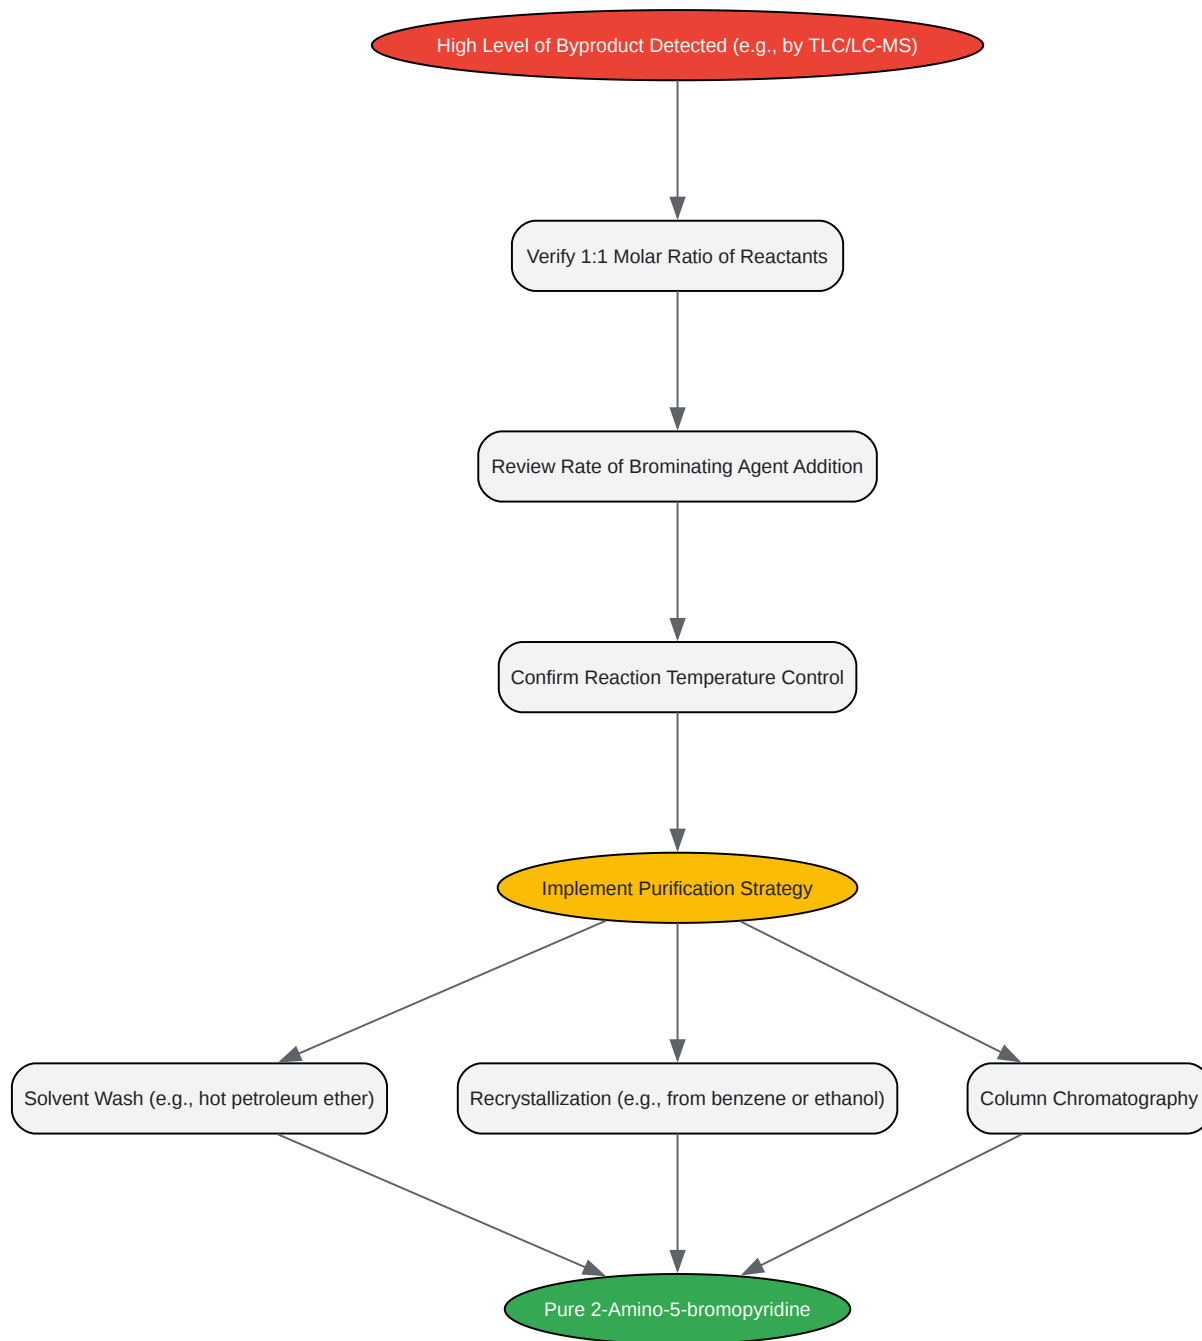 High Level of Byproduct Detected (e.g., by TLC/LC-MS)
Verify 1:1 Molar Ratio of Reactants
Review Rate of Brominating Agent Addition
Confirm Reaction Temperature Control
Implement Purification Strategy
Solvent Wash (e.g., hot petroleum ether)
Recrystallization (e.g., from benzene or ethanol)
Column Chromatography
Pure 2-Amino-5-bromopyridine